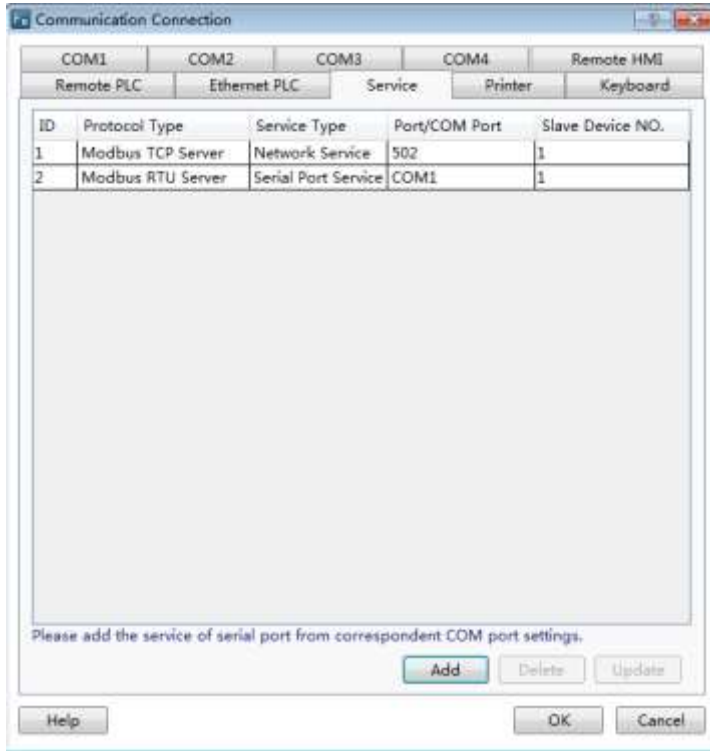 Communication Connection
COM1 COM2 COM3 COM4 Remote HMI
Remote PLC Ethernet PLC Service Printer Keyboard
ID Protocol Type Service Type Port/COM Port Slave Device NO.
1 Modbus TCP Server Network Service 502 1
2 Modbus RTU Server Serial Port Service COM1 1
Please add the service of serial port from correspondent COM port settings.
Add Delete Update
Help OK Cancel